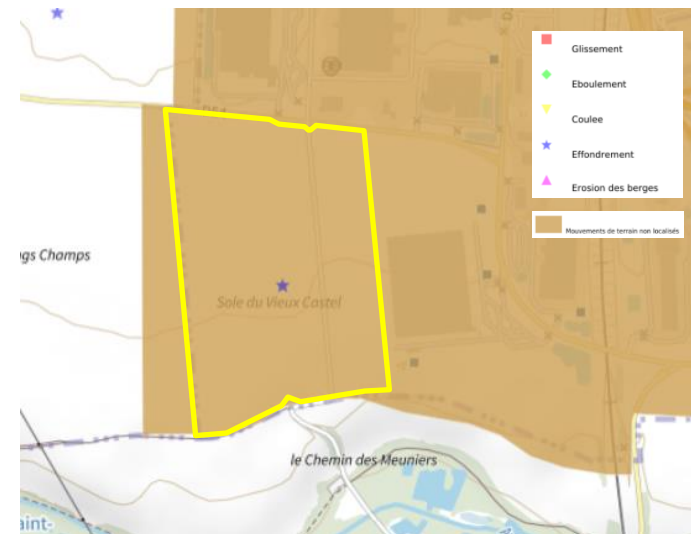 Glissement
Eboulement
Coulee
Effondrement
Erosion des berges
Mouvements de terrain non localisés
ngs Champs
Sole du Vieux Castel
le Chemin des Meuniers
aint-